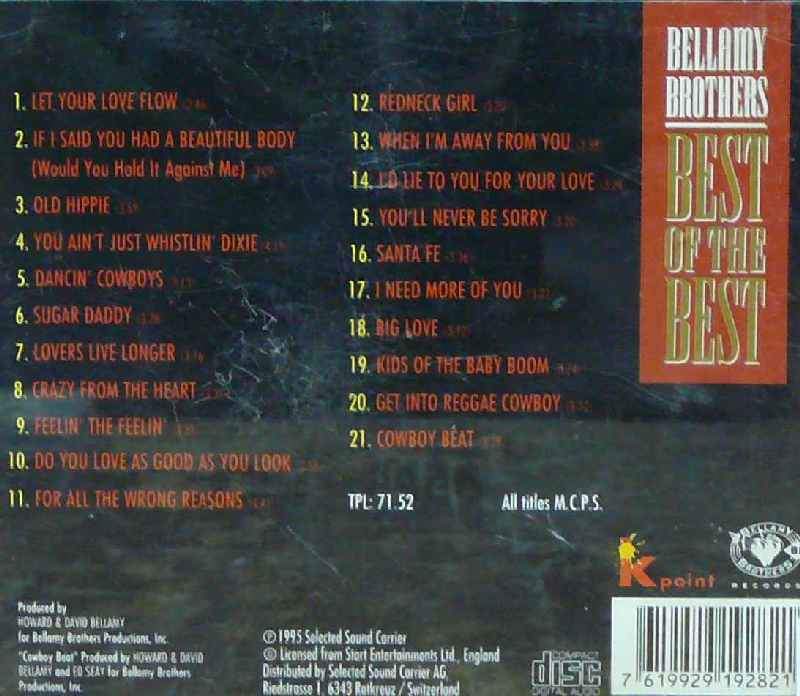 1. LET YOUR LOVE FLOW
2. IF I SAID YOU HAD A BEAUTIFUL BODY
(Would You Hold It Against Me)
3. OLD HIPPIE
4. YOU AIN'T JUST WHISTLIN' DIXIE
5. DANCIN' COWBOYS
6. SUGAR DADDY
7. LOVERS LIVE LONGER
8. CRAZY FROM THE HEART
9. FEELIN' THE FEELIN'
10. DO YOU LOVE AS GOOD AS YOU LOOK
11. FOR ALL THE WRONG REASONS
12. REDNECK GIRL
13. WHEN I'M AWAY FROM YOU
14. I'D LIE TO YOU FOR YOUR LOVE
15. YOU'LL NEVER BE SORRY
16. SANTA FE
17. I NEED MORE OF YOU
18. BIG LOVE
19. KIDS OF THE BABY BOOM
20. GET INTO REGGAE COWBOY
21. COWBOY BEAT
TPL: 71.52 All titles M.C.P.S.
BELLAMY
BROTHERS
BEST
OF THE
BEST
K point
BELLAMY
BROTHERS
RECORDS
Produced by
HOWARD & DAVID BELLAMY
for Bellamy Brothers Productions, Inc.
"Cowboy Beat" Produced by HOWARD & DAVID
BELLAMY and ED SEAY for Bellamy Brothers
Productions, Inc.
℗ 1995 Selected Sound Carrier
© Licensed from Start Entertainments Ltd., England
Distributed by Selected Sound Carrier AG,
Riedstrasse 1, 6343 Rotkreuz / Switzerland
COMPACT
disc
DIGITAL AUDIO
7 619929 192821